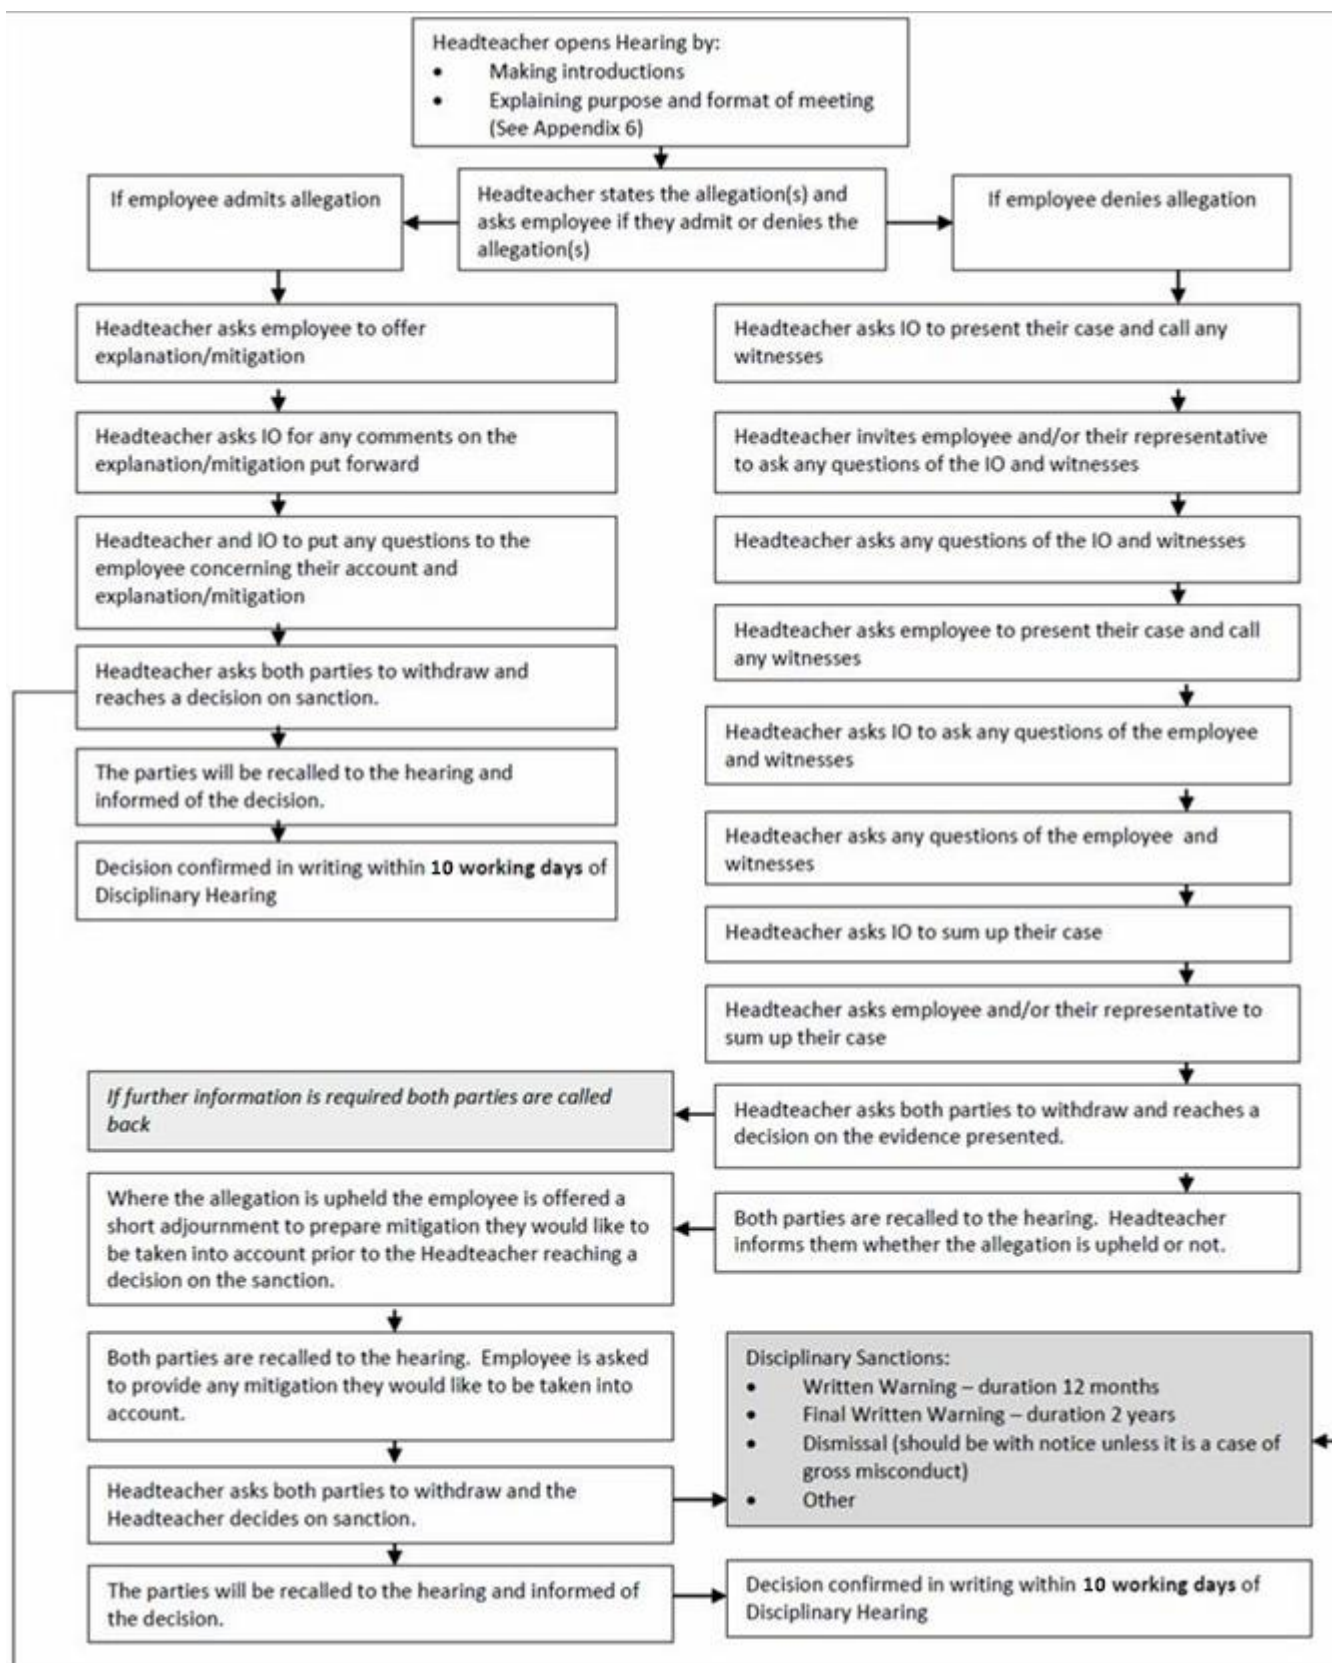 Headteacher opens Hearing by:
• Making introductions
• Explaining purpose and format of meeting
(See Appendix 6)
If employee admits allegation
Headteacher states the allegation(s) and
asks employee if they admit or denies the
allegation(s)
If employee denies allegation
Headteacher asks employee to offer
explanation/mitigation
Headteacher asks IO for any comments on the
explanation/mitigation put forward
Headteacher and IO to put any questions to the
employee concerning their account and
explanation/mitigation
Headteacher asks both parties to withdraw and
reaches a decision on sanction.
The parties will be recalled to the hearing and
informed of the decision.
Decision confirmed in writing within 10 working days of
Disciplinary Hearing
Headteacher asks IO to present their case and call any
witnesses
Headteacher invites employee and/or their representative
to ask any questions of the IO and witnesses
Headteacher asks any questions of the IO and witnesses
Headteacher asks employee to present their case and call
any witnesses
Headteacher asks IO to ask any questions of the employee
and witnesses
Headteacher asks any questions of the employee and
witnesses
Headteacher asks IO to sum up their case
Headteacher asks employee and/or their representative to
sum up their case
Headteacher asks both parties to withdraw and reaches a
decision on the evidence presented.
If further information is required both parties are called
back
Both parties are recalled to the hearing. Headteacher
informs them whether the allegation is upheld or not.
Where the allegation is upheld the employee is offered a
short adjournment to prepare mitigation they would like to
be taken into account prior to the Headteacher reaching a
decision on the sanction.
Both parties are recalled to the hearing. Employee is asked
to provide any mitigation they would like to be taken into
account.
Headteacher asks both parties to withdraw and the
Headteacher decides on sanction.
Disciplinary Sanctions:
• Written Warning – duration 12 months
• Final Written Warning – duration 2 years
• Dismissal (should be with notice unless it is a case of
gross misconduct)
• Other
The parties will be recalled to the hearing and informed of
the decision.
Decision confirmed in writing within 10 working days of
Disciplinary Hearing